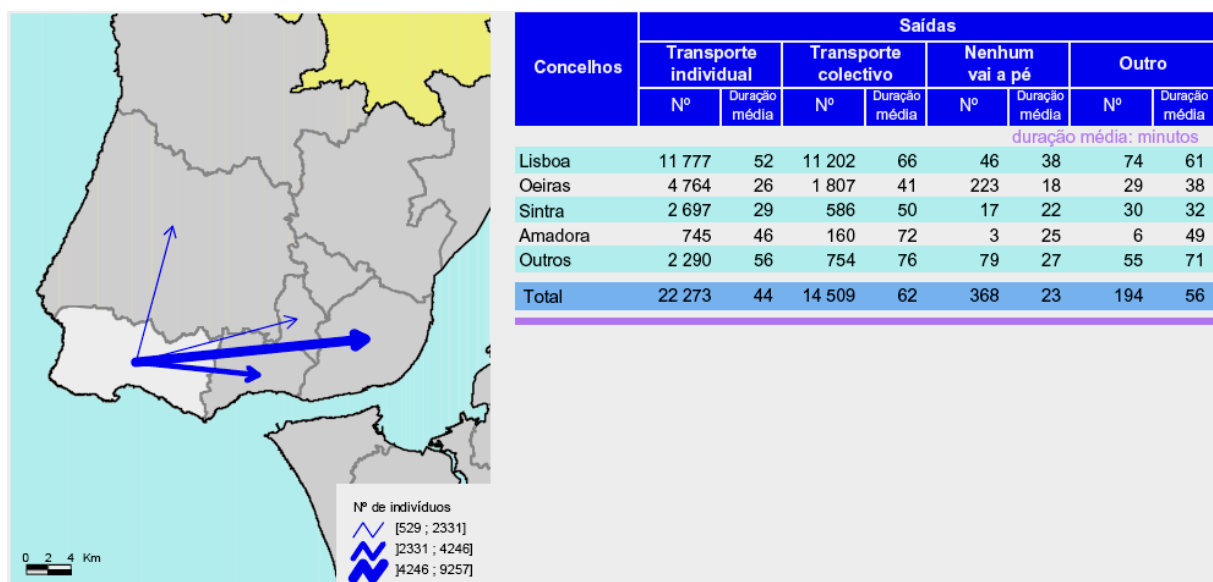 Saídas
Concelhos
Transporte individual
Transporte colectivo
Nenhum vai a pé
Outro
Nº Duração média Nº Duração média Nº Duração média Nº Duração média
duração média: minutos
Lisboa 11 777 52 11 202 66 46 38 74 61
Oeiras 4 764 26 1 807 41 223 18 29 38
Sintra 2 697 29 586 50 17 22 30 32
Amadora 745 46 160 72 3 25 6 49
Outros 2 290 56 754 76 79 27 55 71
Total 22 273 44 14 509 62 368 23 194 56
Nº de indivíduos
[529 ; 2331]
]2331 ; 4246]
]4246 ; 9257]
0 2 4 Km